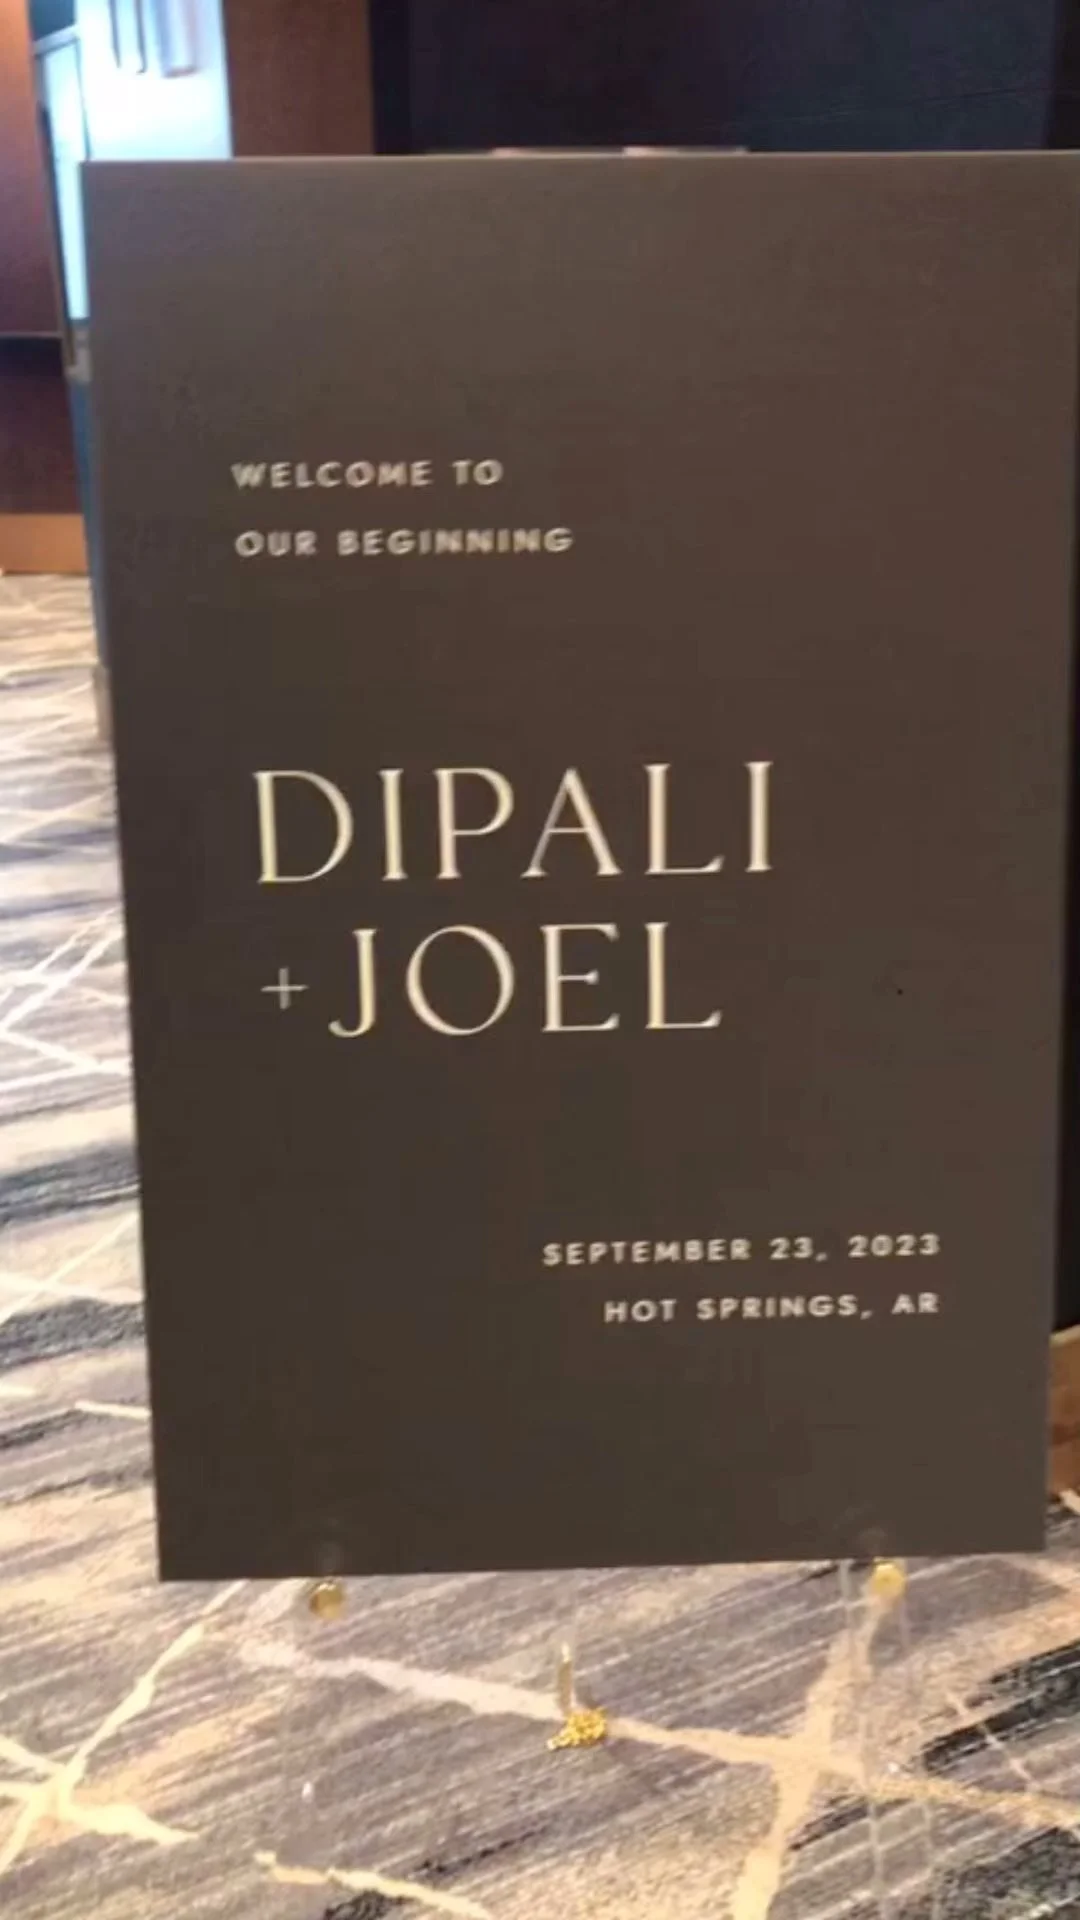 WELCOME TO
OUR BEGINNING
DIPALI
+JOEL
SEPTEMBER 23, 2023
HOT SPRINGS, AR